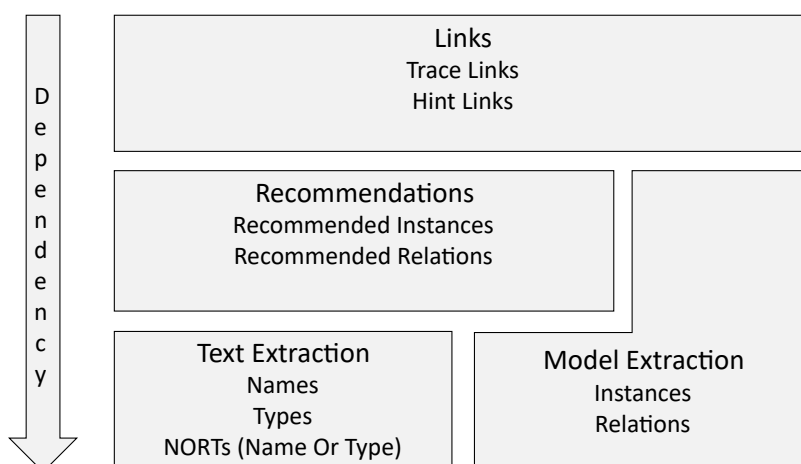 Dependency
Links
Trace Links
Hint Links
Recommendations
Recommended Instances
Recommended Relations
Text Extraction
Names
Types
NORTs (Name Or Type)
Model Extraction
Instances
Relations